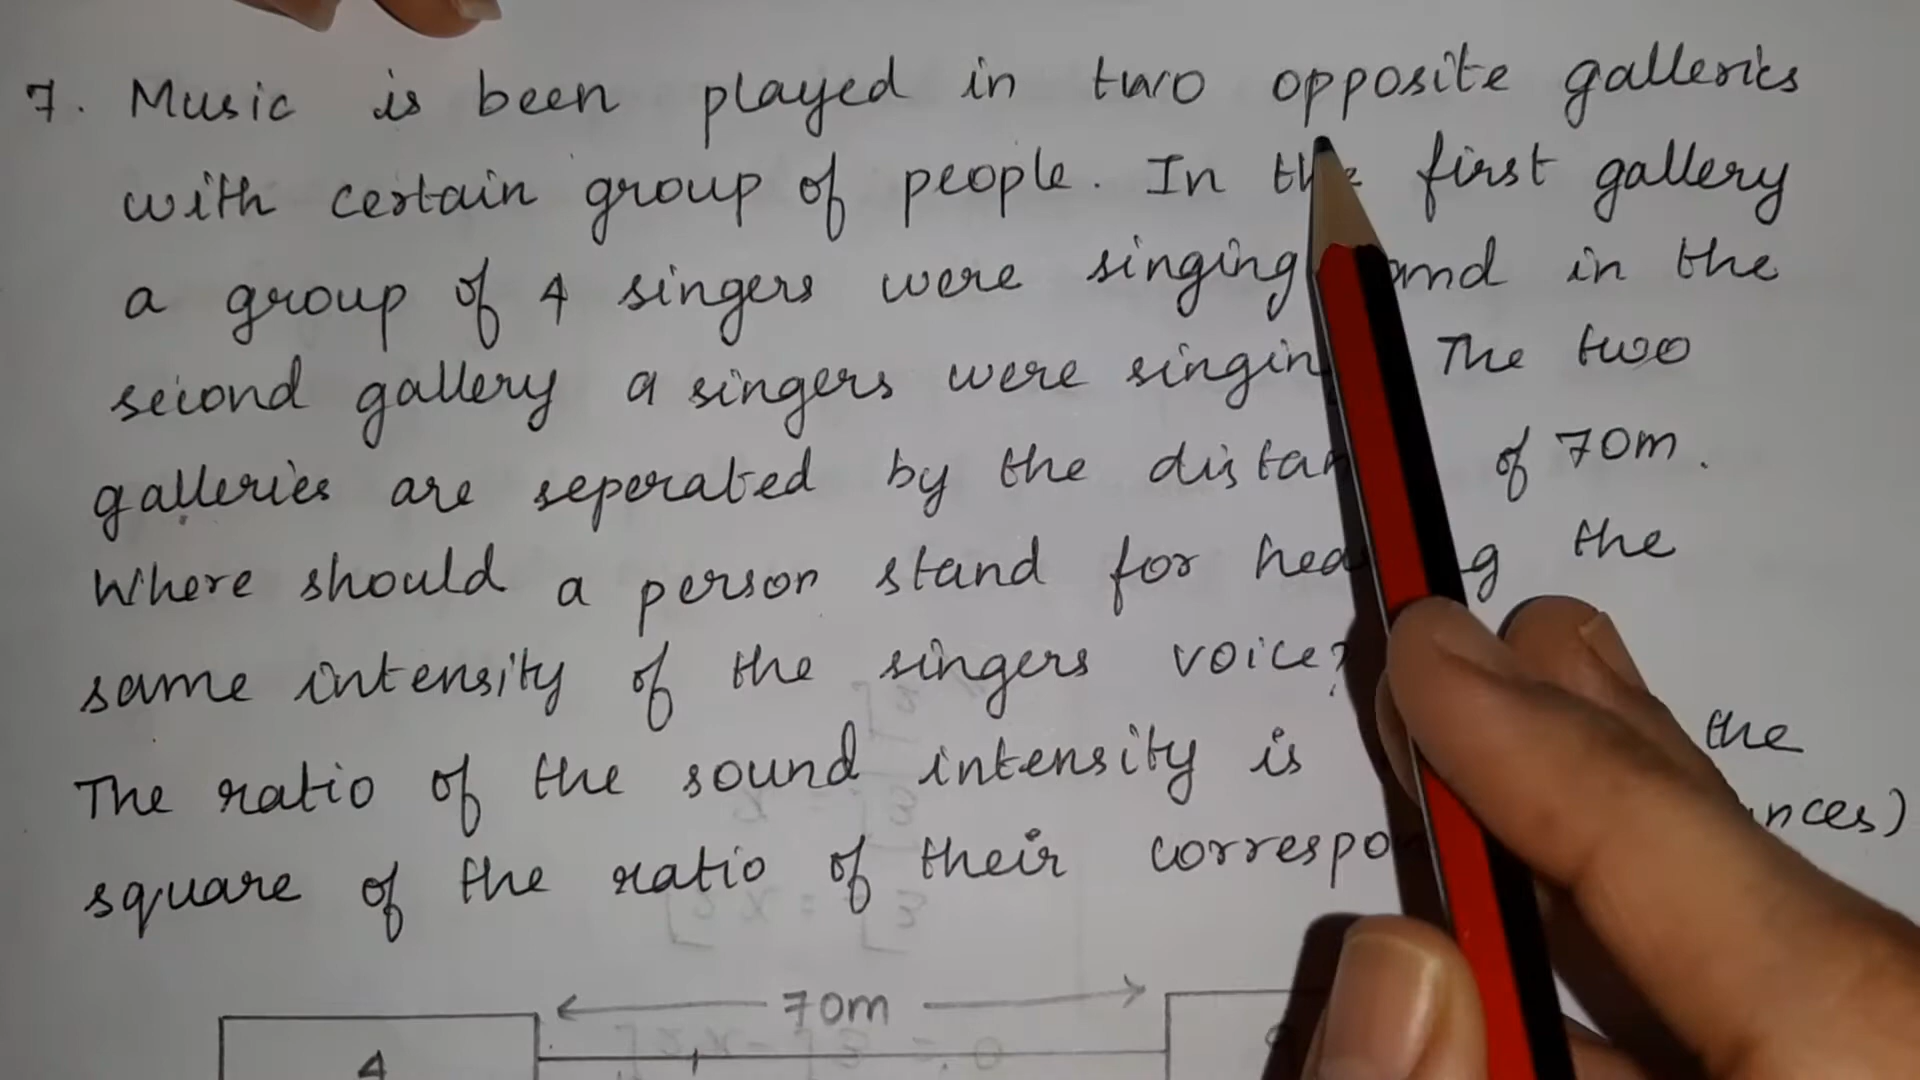 7. Music is been played in two opposite galleries
with certain group of people. In the first gallery
a group of 4 singers were singing and in the
second gallery 9 singers were singing The two
galleries are seperated by the distan of 70m.
Where should a person stand for hearing the
same intensity of the singers voice?
The ratio of the sound intensity is the
square of the ratio of their correspo nces)
70m
4